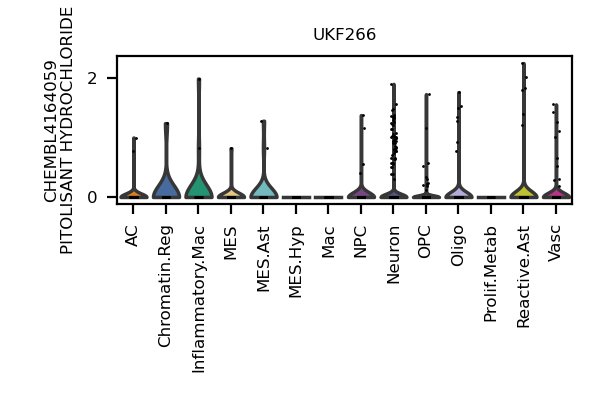 UKF266
CHEMBL4164059
PITOLISANT HYDROCHLORIDE
2
0
AC
Chromatin.Reg
Inflammatory.Mac
MES
MES.Ast
MES.Hyp
Mac
NPC
Neuron
OPC
Oligo
Prolif.Metab
Reactive.Ast
Vasc